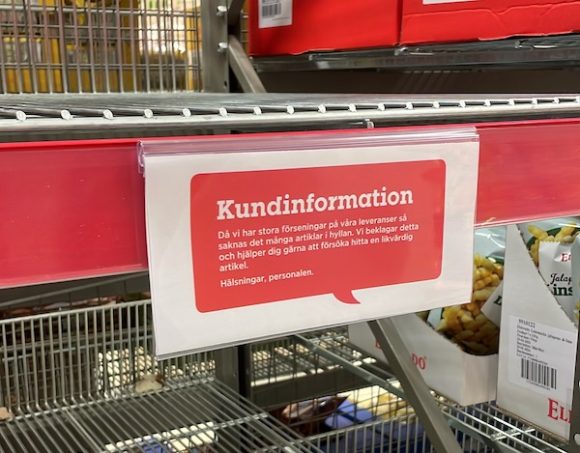 Kundinformation
Då vi har stora förseningar på våra leveranser så
saknas det många artiklar i hyllan. Vi beklagar detta
och hjälper dig gärna att försöka hitta en likvärdig
artikel.
Hälsningar, personalen.